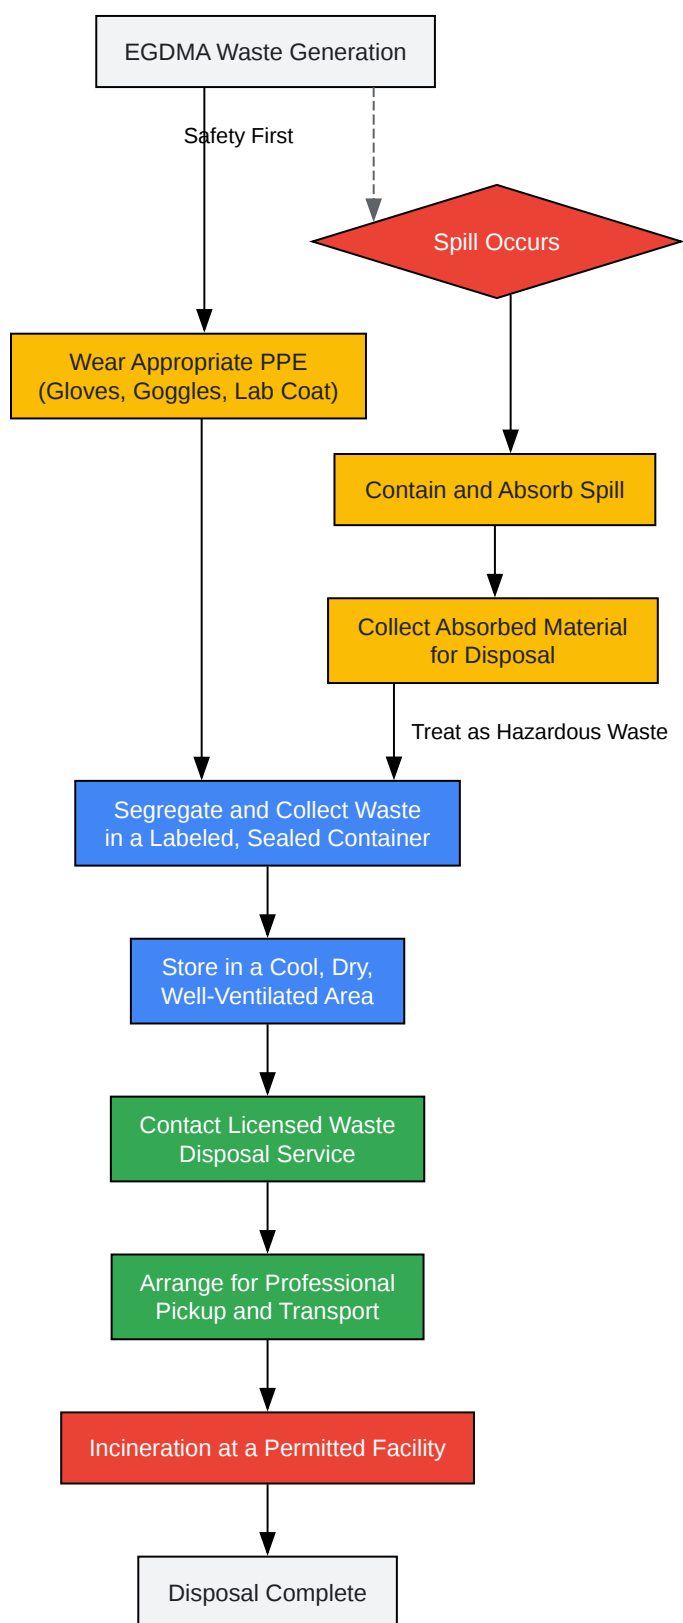 EGDMA Waste Generation
Safety First
Spill Occurs
Wear Appropriate PPE
(Gloves, Goggles, Lab Coat)
Contain and Absorb Spill
Collect Absorbed Material
for Disposal
Treat as Hazardous Waste
Segregate and Collect Waste
in a Labeled, Sealed Container
Store in a Cool, Dry,
Well-Ventilated Area
Contact Licensed Waste
Disposal Service
Arrange for Professional
Pickup and Transport
Incineration at a Permitted Facility
Disposal Complete